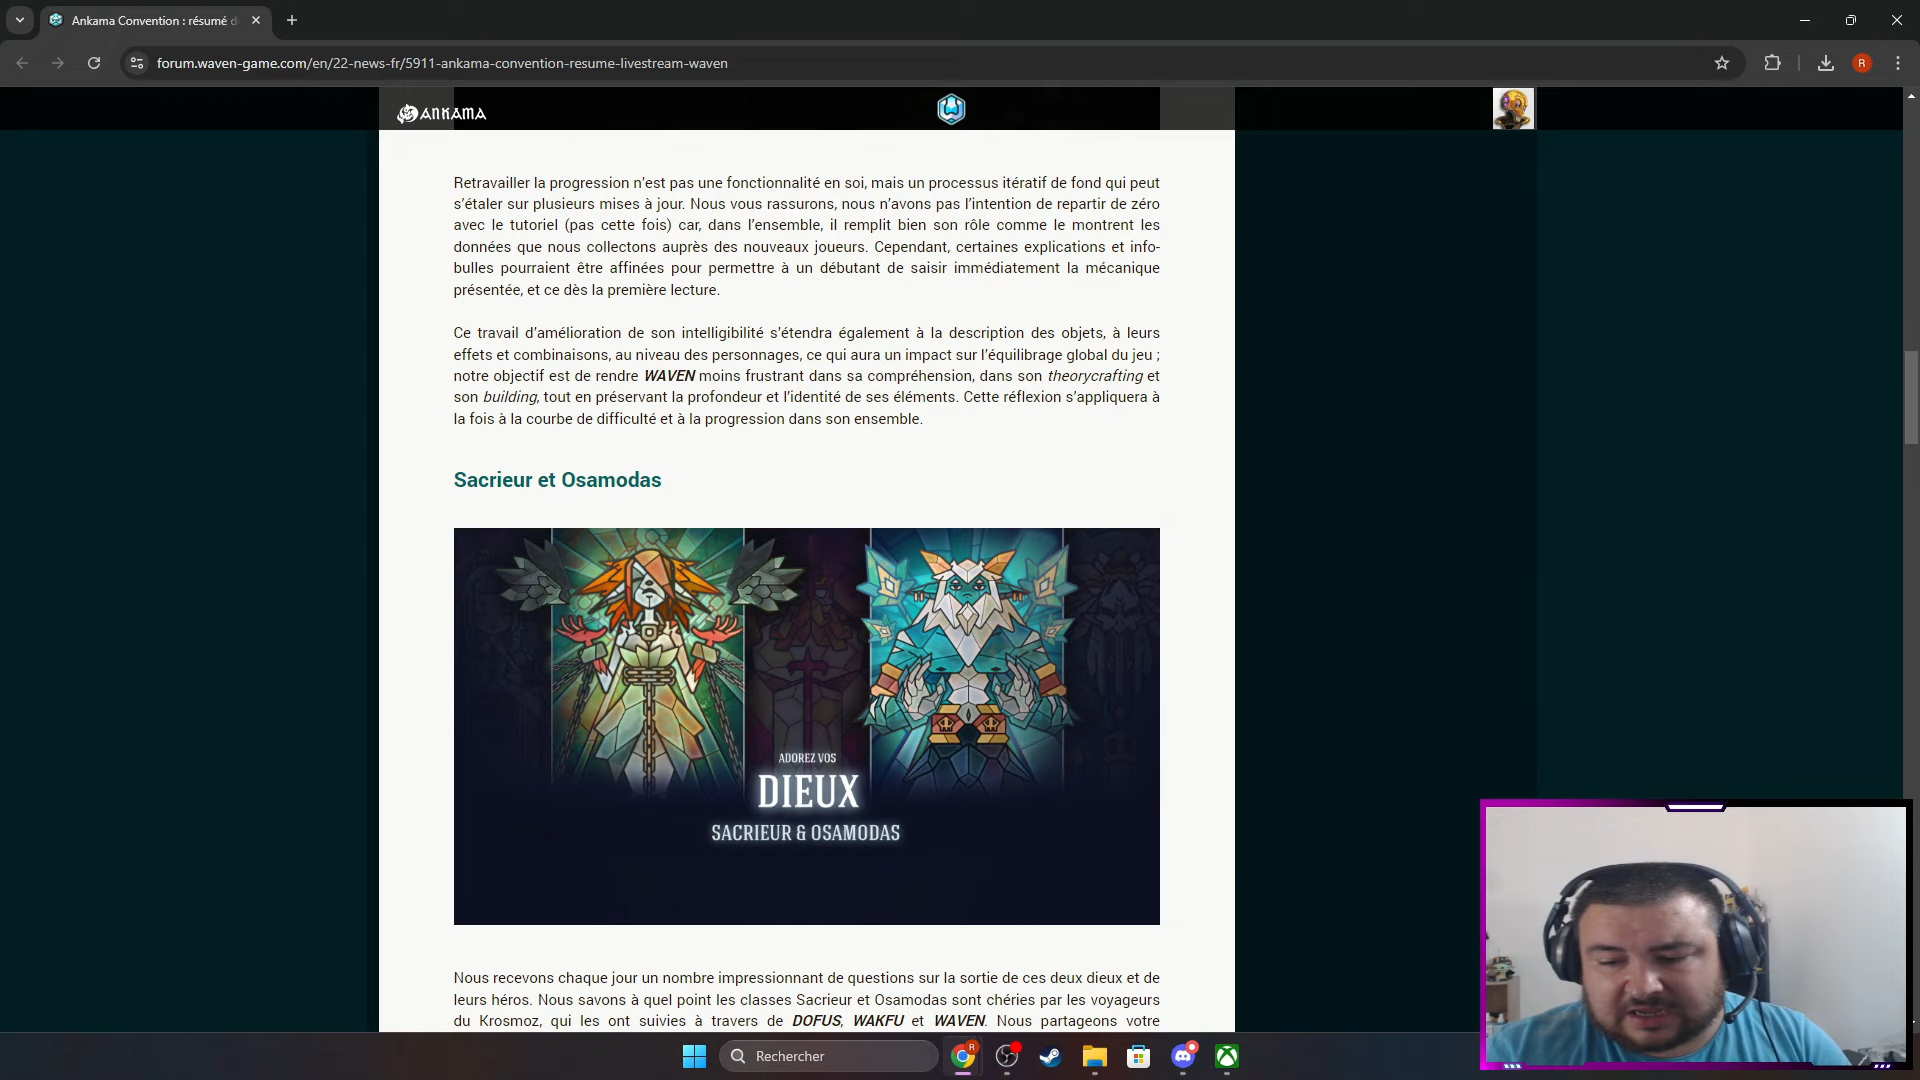 Ankama Convention : résumé d
forum.waven-game.com/en/22-news-fr/5911-ankama-convention-resume-livestream-waven
R
ANKAMA
Retravailler la progression n’est pas une fonctionnalité en soi, mais un processus itératif de fond qui peut
s’étaler sur plusieurs mises à jour. Nous vous rassurons, nous n’avons pas l’intention de repartir de zéro
avec le tutoriel (pas cette fois) car, dans l’ensemble, il remplit bien son rôle comme le montrent les
données que nous collectons auprès des nouveaux joueurs. Cependant, certaines explications et info-
bulles pourraient être affinées pour permettre à un débutant de saisir immédiatement la mécanique
présentée, et ce dès la première lecture.
Ce travail d’amélioration de son intelligibilité s’étendra également à la description des objets, à leurs
effets et combinaisons, au niveau des personnages, ce qui aura un impact sur l’équilibrage global du jeu ;
notre objectif est de rendre WAVEN moins frustrant dans sa compréhension, dans son theorycrafting et
son building, tout en préservant la profondeur et l’identité de ses éléments. Cette réflexion s’appliquera à
la fois à la courbe de difficulté et à la progression dans son ensemble.
Sacrieur et Osamodas
ADOREZ VOS
DIEUX
SACRIEUR & OSAMODAS
Nous recevons chaque jour un nombre impressionnant de questions sur la sortie de ces deux dieux et de
leurs héros. Nous savons à quel point les classes Sacrieur et Osamodas sont chéries par les voyageurs
du Krosmoz, qui les ont suivies à travers de DOFUS, WAKFU et WAVEN. Nous partageons votre
Rechercher
R